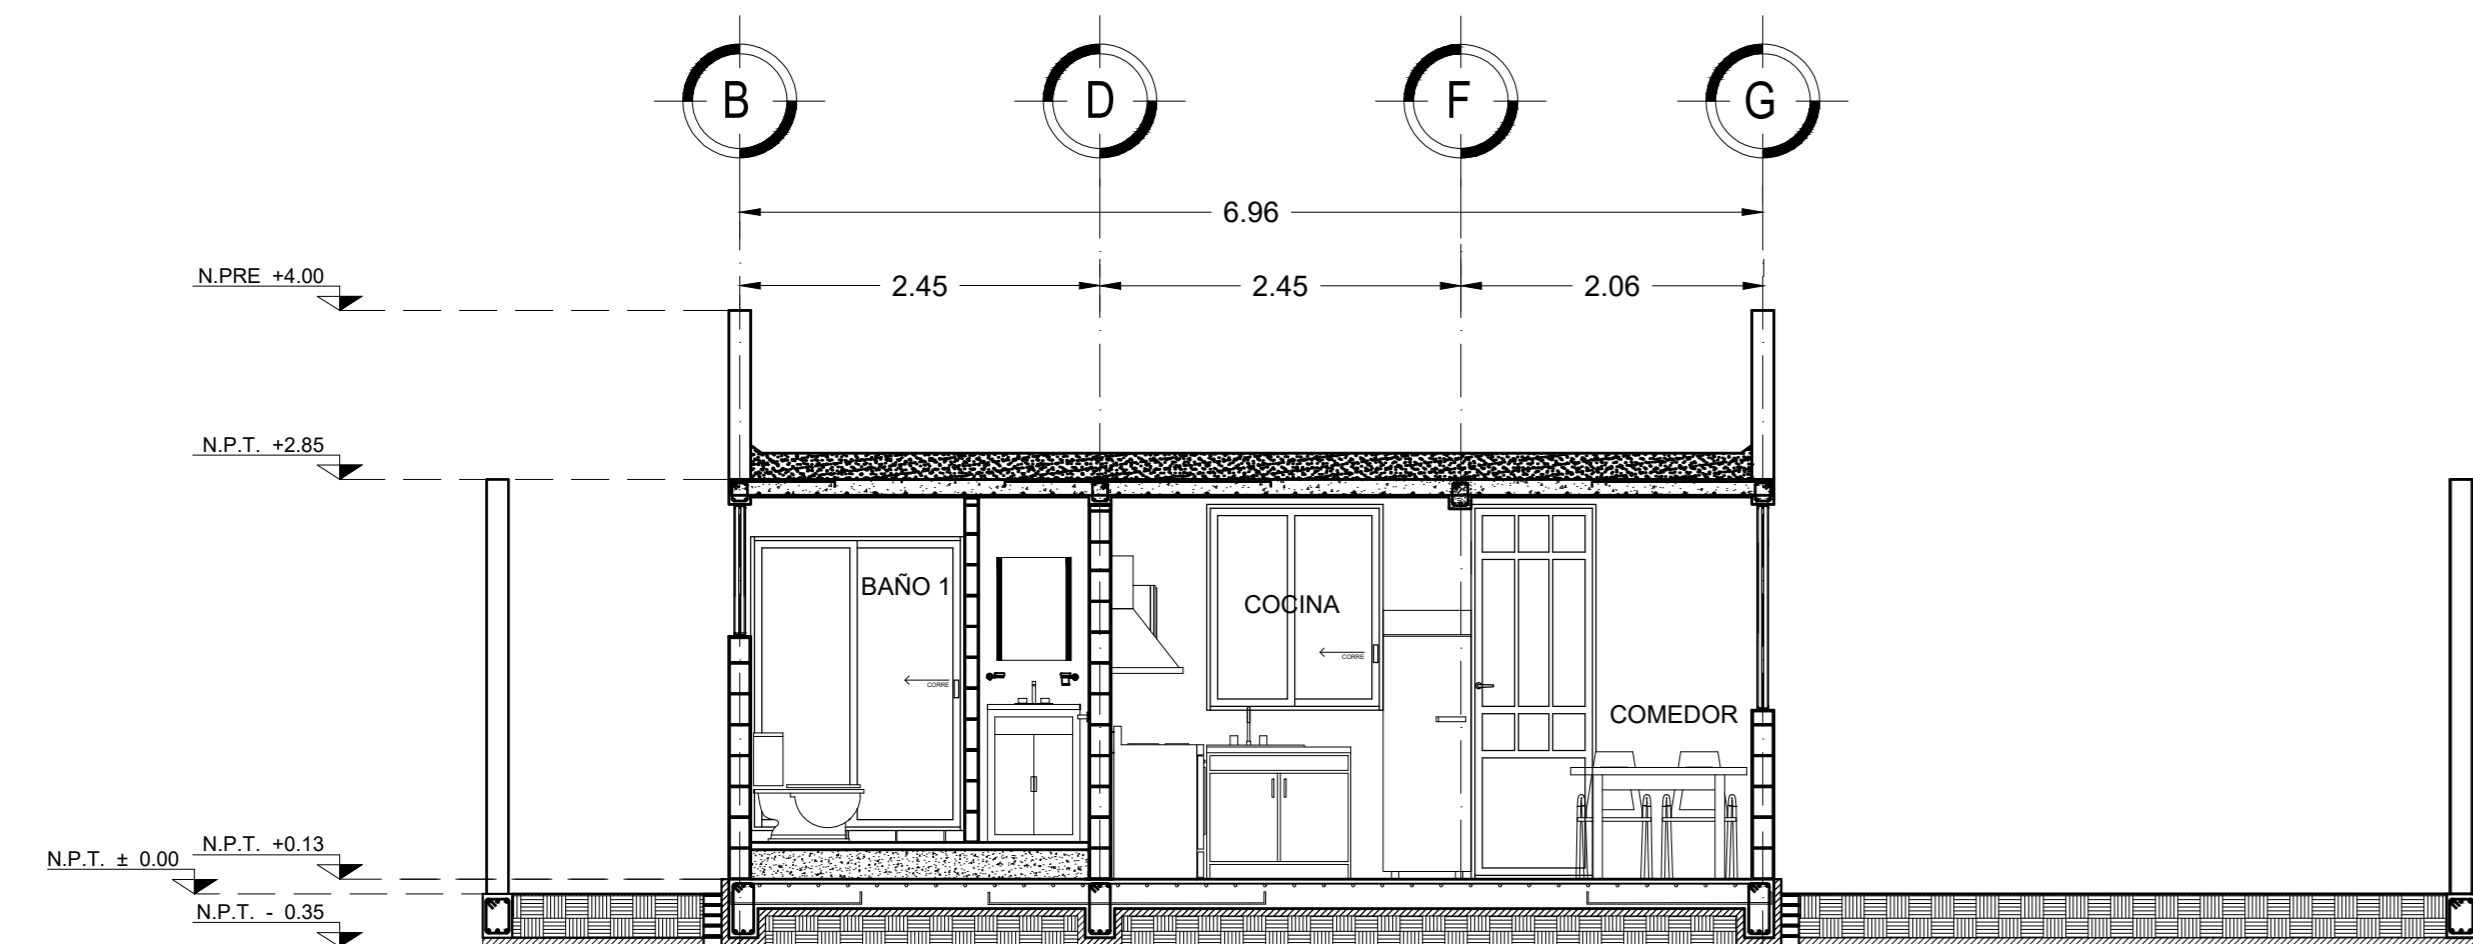 B D F G
6.96
N.PRE +4.00
2.45 2.45 2.06
N.P.T. +2.85
BAÑO 1
COCINA
CORRE
CORRE
COMEDOR
N.P.T. +0.13
N.P.T. ± 0.00
N.P.T. - 0.35